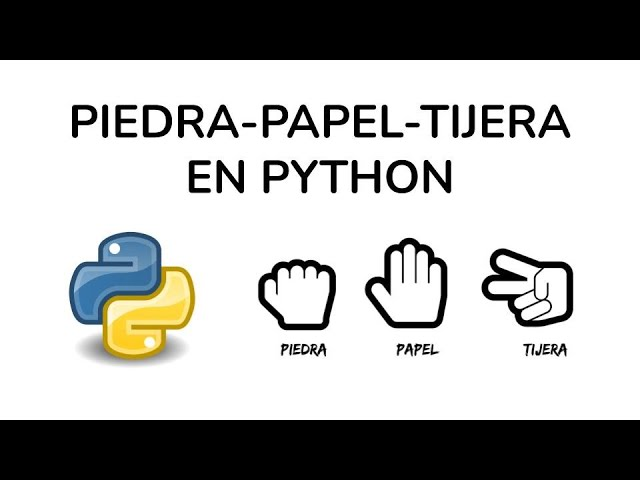 PIEDRA-PAPEL-TIJERA
EN PYTHON
PIEDRA PAPEL TIJERA